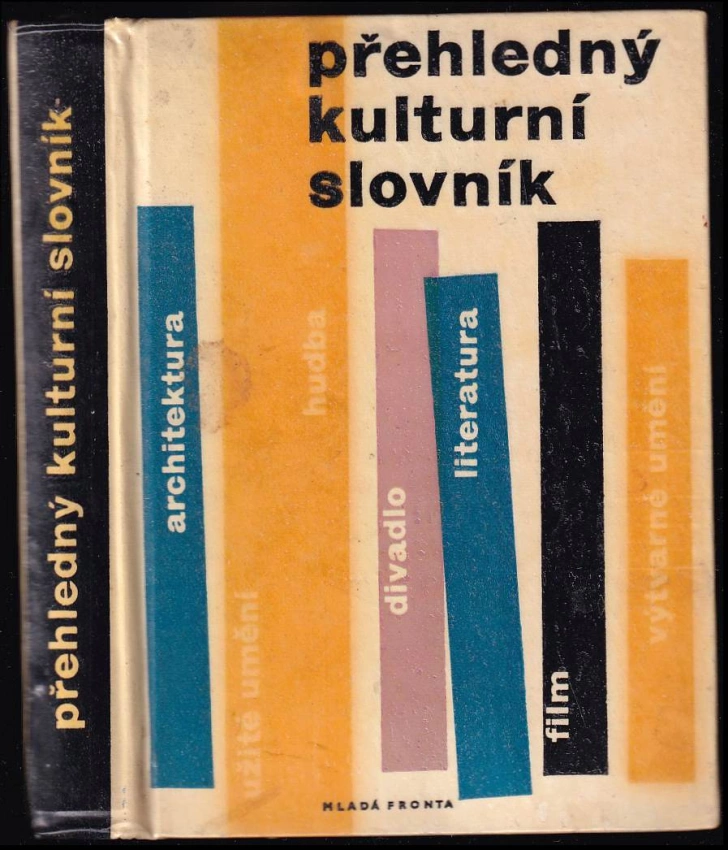 přehledný kulturní slovník
přehledný
kulturní
slovník
architektura
užité umění
hudba
divadlo
literatura
film
výtvarné umění
MLADÁ FRONTA